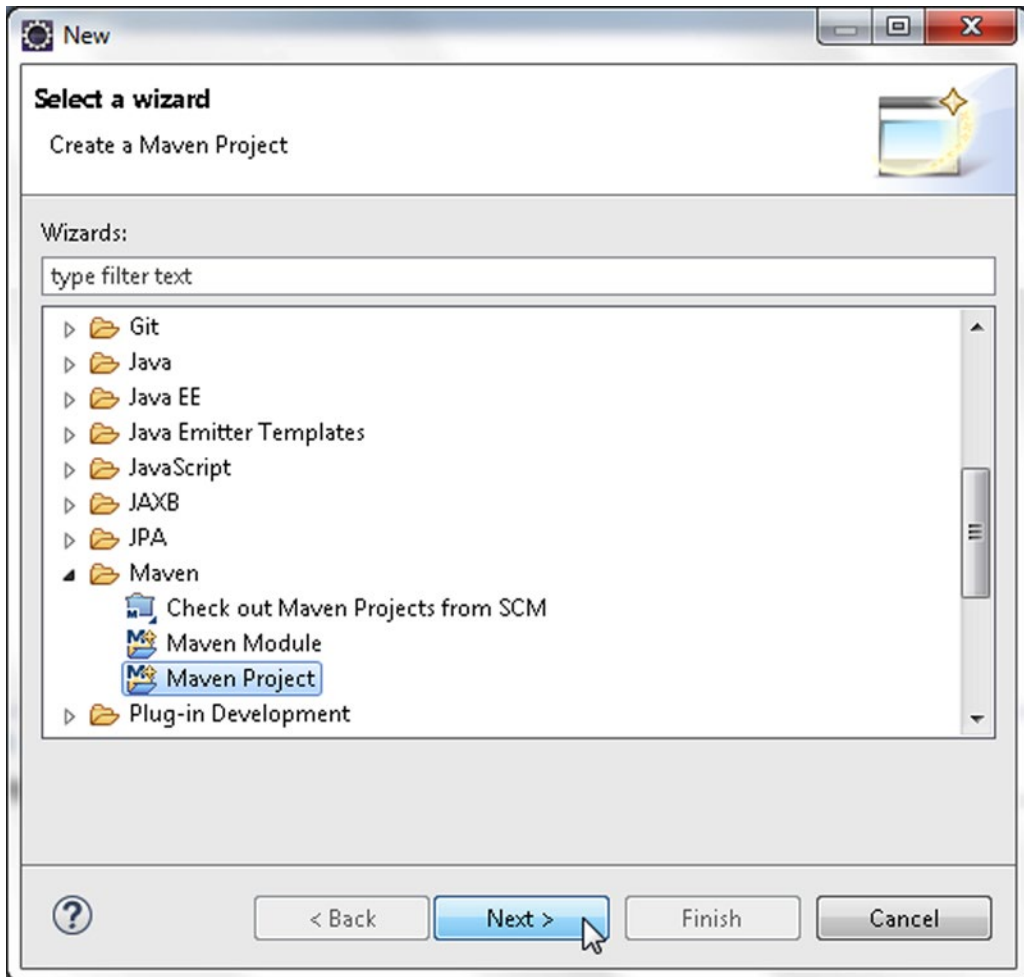 New
Select a wizard
Create a Maven Project
Wizards:
type filter text
Git
Java
Java EE
Java Emitter Templates
JavaScript
JAXB
JPA
Maven
Check out Maven Projects from SCM
Maven Module
Maven Project
Plug-in Development
? < Back Next > Finish Cancel